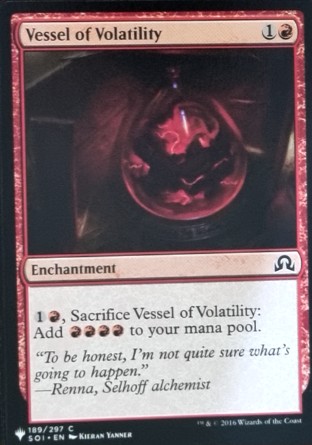 Vessel of Volatility 1
Enchantment
1 , Sacrifice Vessel of Volatility:
Add to your mana pool.
"To be honest, I'm not quite sure what's
going to happen."
—Renna, Selhoff alchemist
189/297 C
SOI • EN KIERAN YANNER
™ & © 2016 Wizards of the Coast